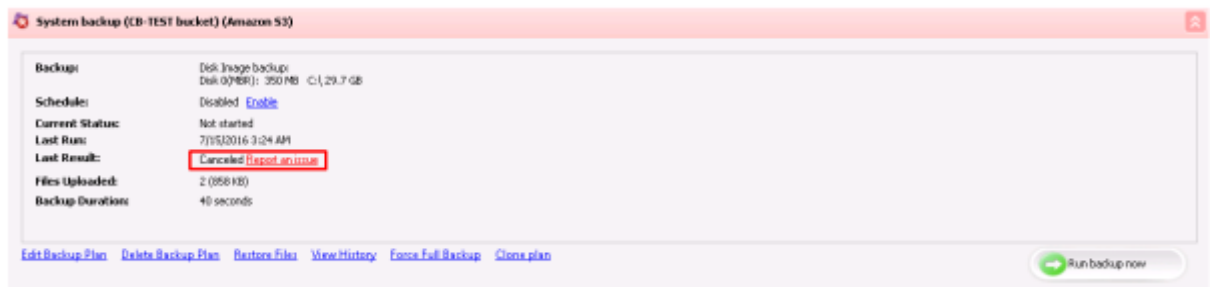 System backup (CB-TEST bucket) (Amazon S3)
Backup: Disk Image backup:
Disk 0(MBR): 350 MB C:\, 29.7 GB
Schedule: Disabled Enable
Current Status: Not started
Last Run: 7/15/2016 3:24 AM
Last Result: Canceled Report an issue
Files Uploaded: 2 (858 KB)
Backup Duration: 40 seconds
Edit Backup Plan Delete Backup Plan Restore Files View History Force Full Backup Clone plan
Run backup now